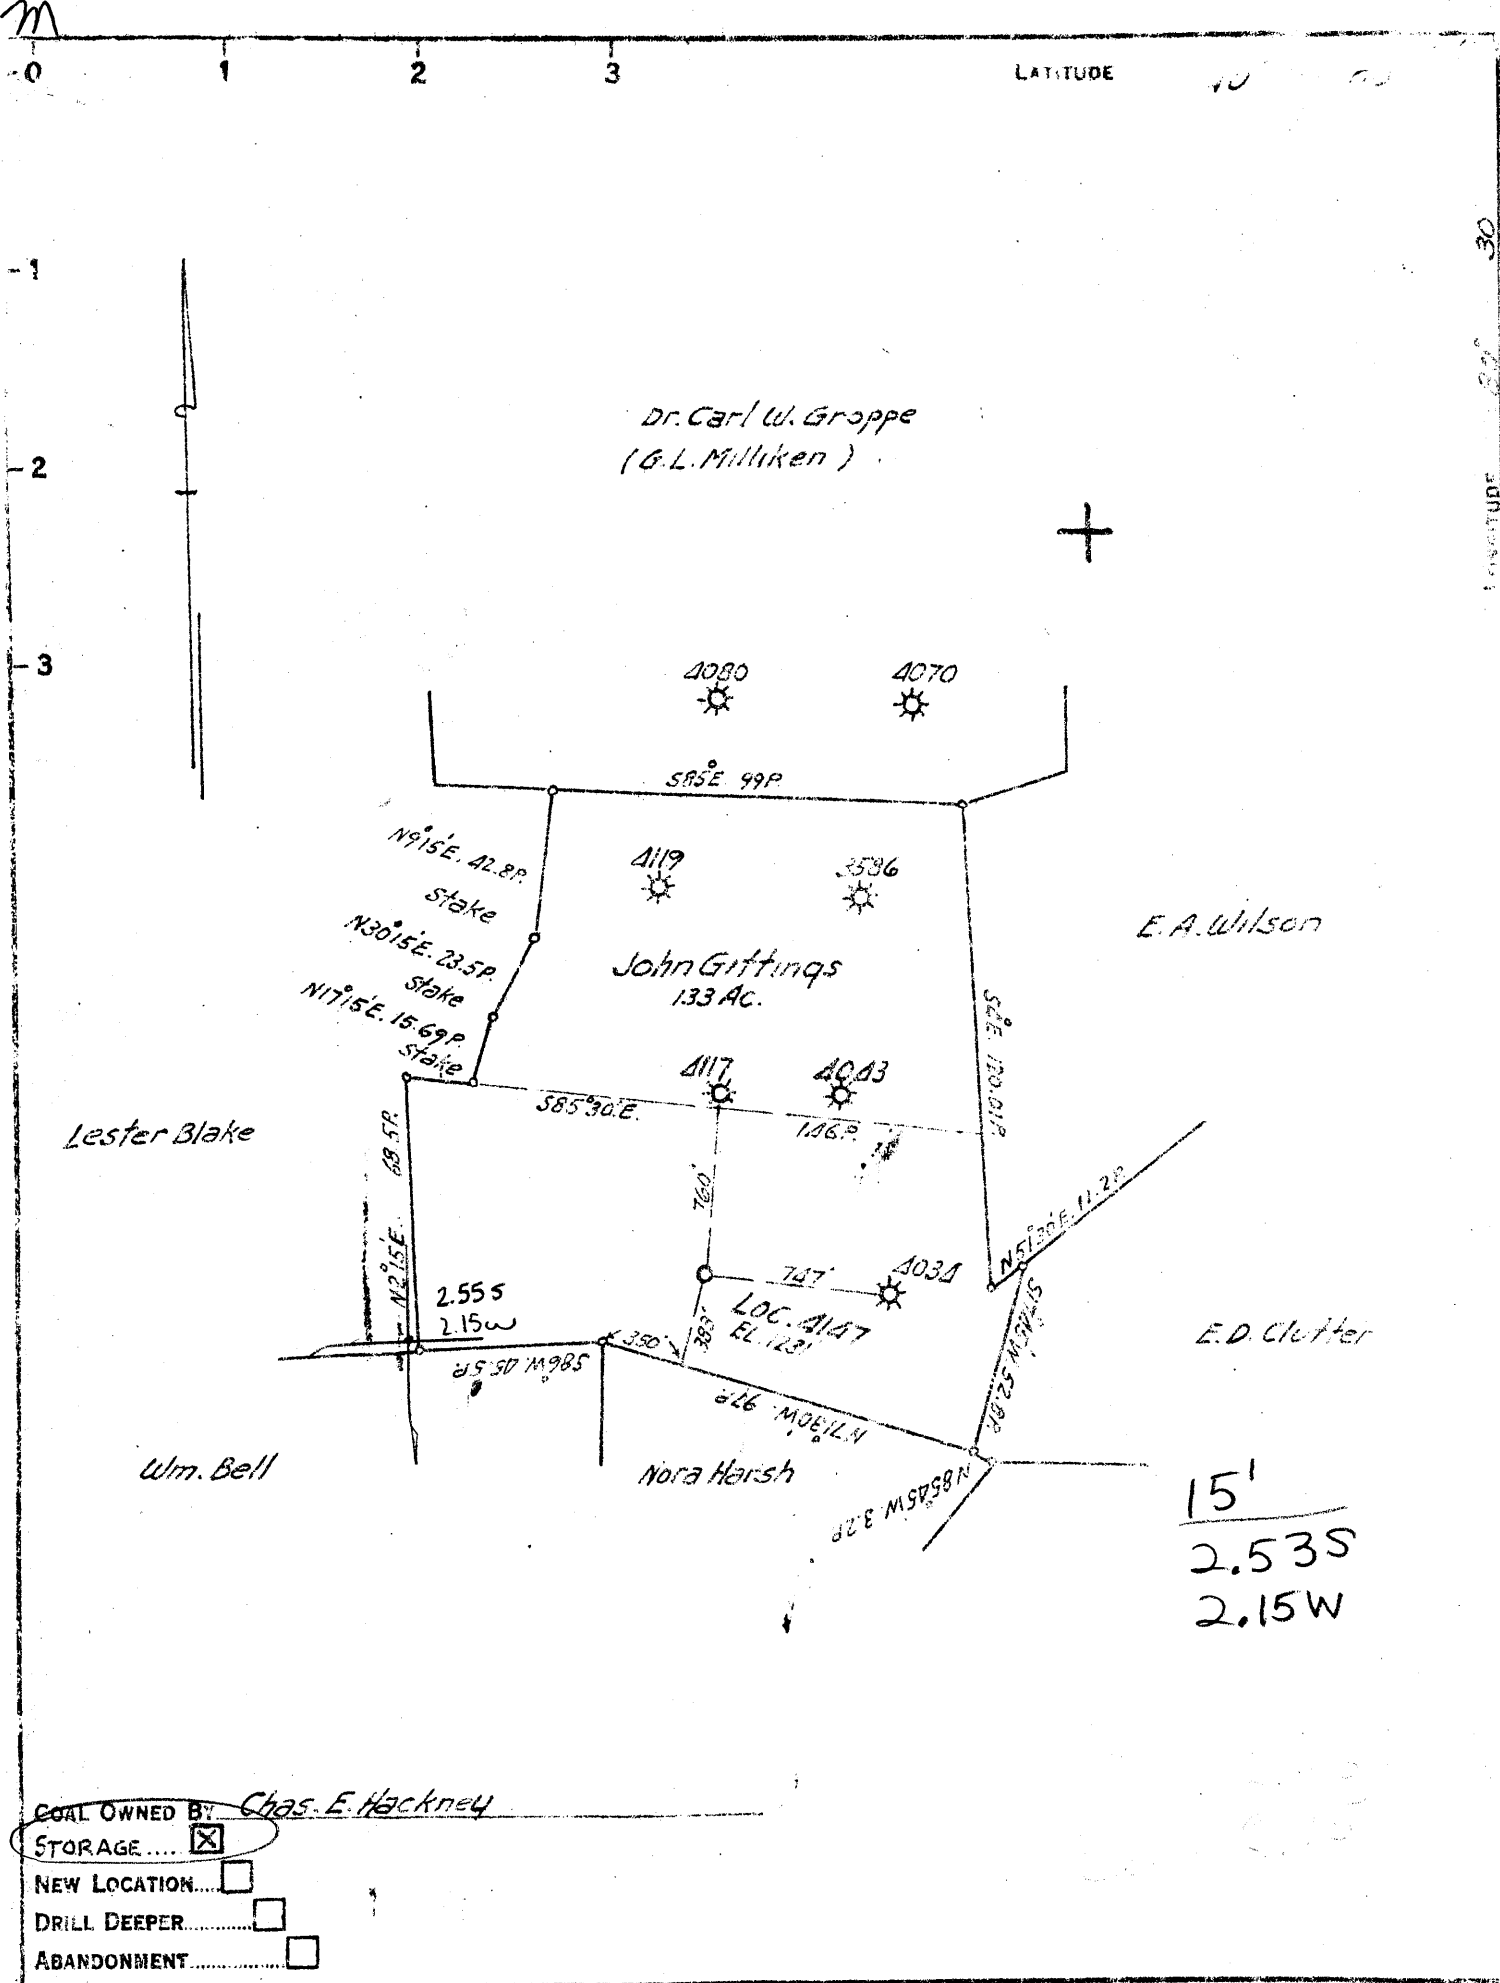 m
0 1 2 3 LATITUDE
30
1
2
3
LONGITUDE
Dr. Carl W. Groppe
(G.L. Milliken)
4080 4070
S85°E 99P.
N9°15'E. 42.8P.
Stake
N30°15'E. 23.5P.
Stake
N17°15'E. 15.69P.
Stake
4119 3586
John Gittings
133 Ac.
E. A. Wilson
S2°E. 120.01P.
4117 4043
S85°30'E. 146P.
Lester Blake
N2°15'E. 68.5P.
760'
N51°30'E. 11.2P.
747' 4034
LOC. 4147
EL. 1231'
383'
350'
2.55 S
2.15 W
S86°W. 45.5P.
N71°30'W. 97P.
S17°45'W. 52.8P.
E.D. Clutter
Wm. Bell
Nora Harsh
N85°45'W. 3.2P.
15'
2.53 S
2.15 W
COAL OWNED BY Chas. E. Hackney
STORAGE..... X
NEW LOCATION.....
DRILL DEEPER.............
ABANDONMENT..................